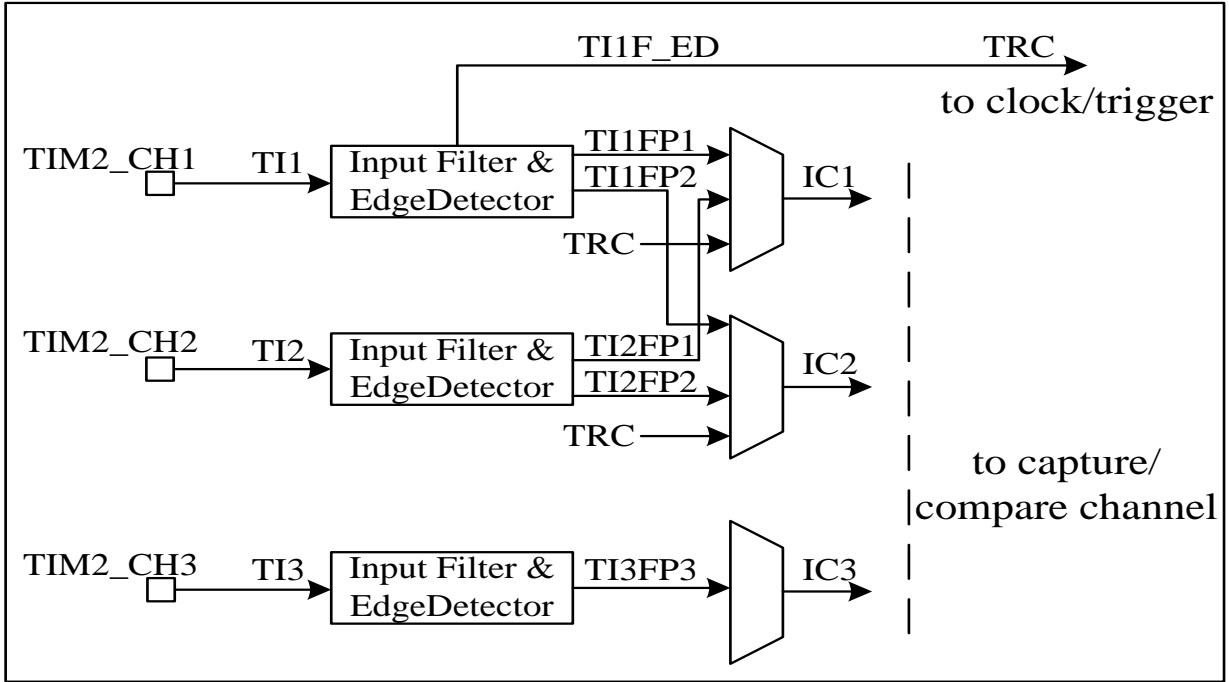 TI1F_ED
TRC
to clock/trigger
TIM2_CH1
TI1
Input Filter &
EdgeDetector
TI1FP1
TI1FP2
TRC
IC1
TIM2_CH2
TI2
Input Filter &
EdgeDetector
TI2FP1
TI2FP2
TRC
IC2
to capture/
compare channel
TIM2_CH3
TI3
Input Filter &
EdgeDetector
TI3FP3
IC3